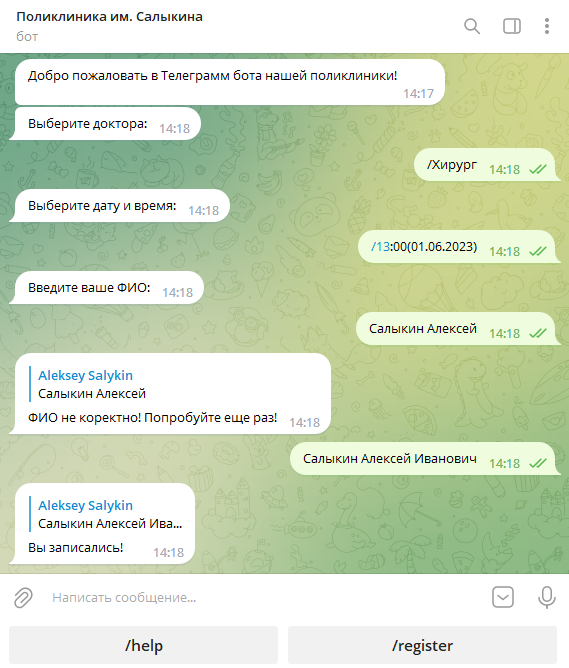 Поликлиника им. Салыкина
бот
Добро пожаловать в Телеграмм бота нашей поликлиники!
14:17
Выберите доктора: 14:18
/Хирург 14:18
Выберите дату и время: 14:18
/13:00(01.06.2023) 14:18
Введите ваше ФИО: 14:18
Салыкин Алексей 14:18
Aleksey Salykin
Салыкин Алексей
ФИО не коректно! Попробуйте еще раз! 14:18
Салыкин Алексей Иванович 14:18
Aleksey Salykin
Салыкин Алексей Ива...
Вы записались! 14:18
Написать сообщение...
/help /register